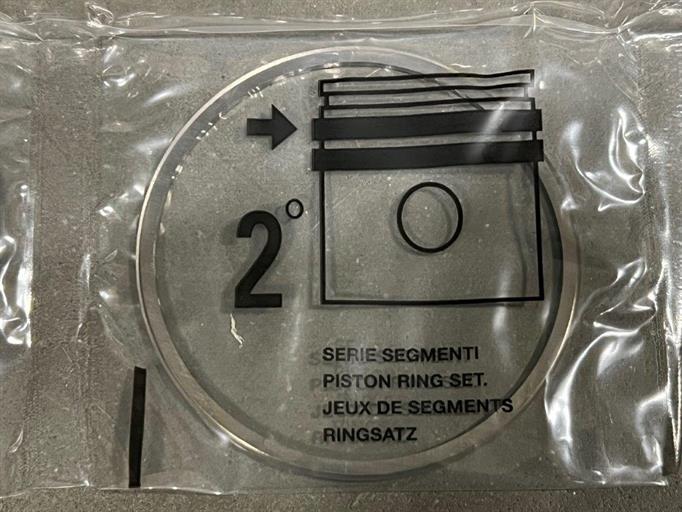 2°
SERIE SEGMENTI
PISTON RING SET.
JEUX DE SEGMENTS
RINGSATZ